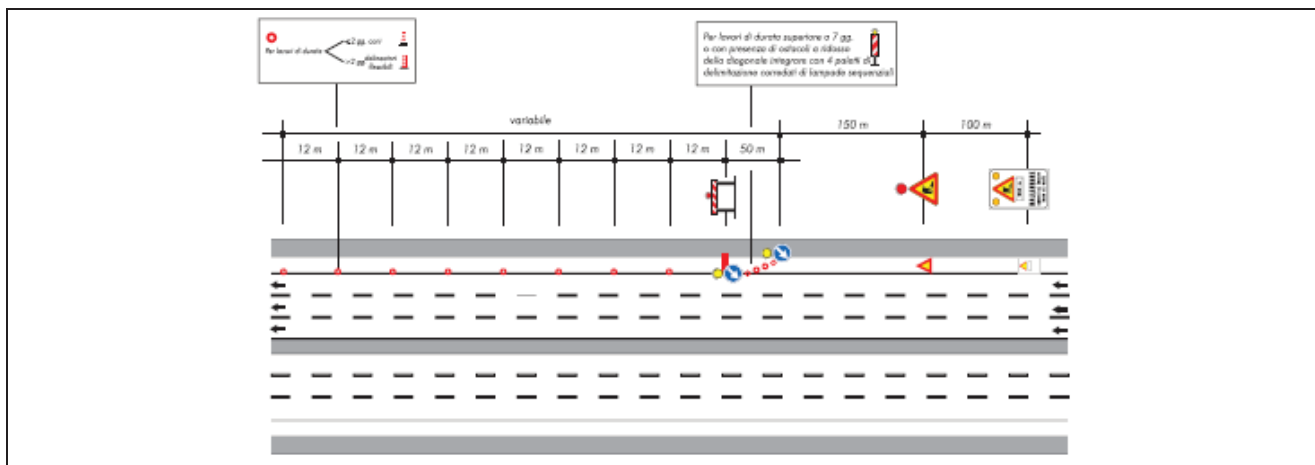 Per lavori di durata
≤2 gg. coni
>2 gg. delineatori
flessibili
Per lavori di durata superiore a 7 gg.
o con presenza di ostacoli a ridosso
della diagonale integrare con 4 paletti di
delimitazione corredati di lampade sequenziali
variabile
150 m
100 m
12 m
12 m
12 m
12 m
12 m
12 m
12 m
12 m
50 m